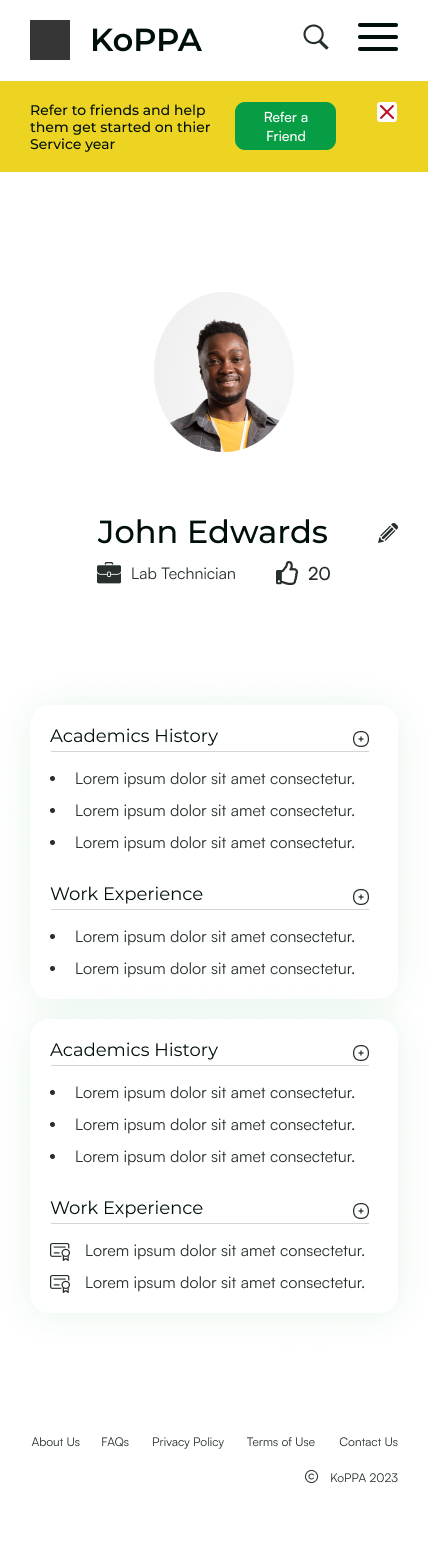 KoPPA
Refer to friends and help
them get started on thier
Service year
Refer a
Friend
John Edwards
Lab Technician
20
Academics History
Lorem ipsum dolor sit amet consectetur.
Lorem ipsum dolor sit amet consectetur.
Lorem ipsum dolor sit amet consectetur.
Work Experience
Lorem ipsum dolor sit amet consectetur.
Lorem ipsum dolor sit amet consectetur.
Academics History
Lorem ipsum dolor sit amet consectetur.
Lorem ipsum dolor sit amet consectetur.
Lorem ipsum dolor sit amet consectetur.
Work Experience
Lorem ipsum dolor sit amet consectetur.
Lorem ipsum dolor sit amet consectetur.
About Us FAQs Privacy Policy Terms of Use Contact Us
© KoPPA 2023